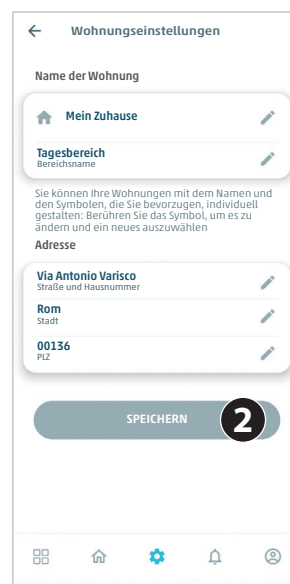 Wohnungseinstellungen
Name der Wohnung
Mein Zuhause
Tagesbereich
Bereichsname
Sie können Ihre Wohnungen mit dem Namen und
den Symbolen, die Sie bevorzugen, individuell
gestalten: Berühren Sie das Symbol, um es zu
ändern und ein neues auszuwählen
Adresse
Via Antonio Varisco
Straße und Hausnummer
Rom
Stadt
00136
PLZ
SPEICHERN 2